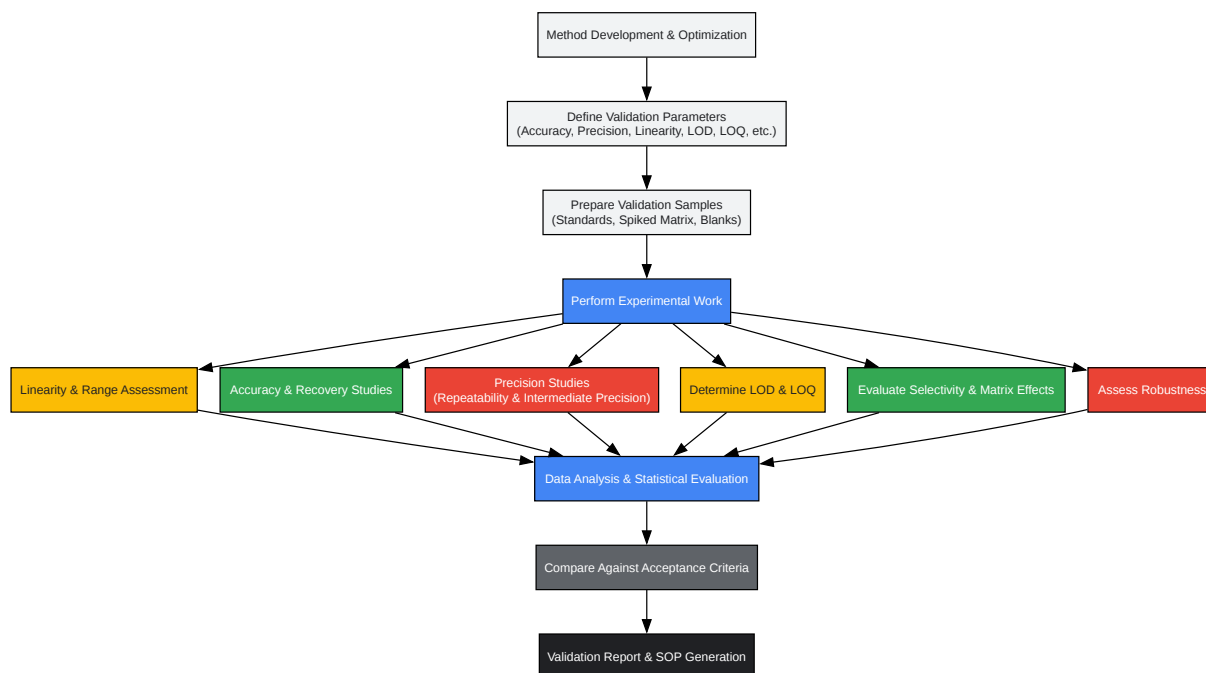 Method Development & Optimization
Define Validation Parameters
(Accuracy, Precision, Linearity, LOD, LOQ, etc.)
Prepare Validation Samples
(Standards, Spiked Matrix, Blanks)
Perform Experimental Work
Linearity & Range Assessment
Accuracy & Recovery Studies
Precision Studies
(Repeatability & Intermediate Precision)
Determine LOD & LOQ
Evaluate Selectivity & Matrix Effects
Assess Robustness
Data Analysis & Statistical Evaluation
Compare Against Acceptance Criteria
Validation Report & SOP Generation